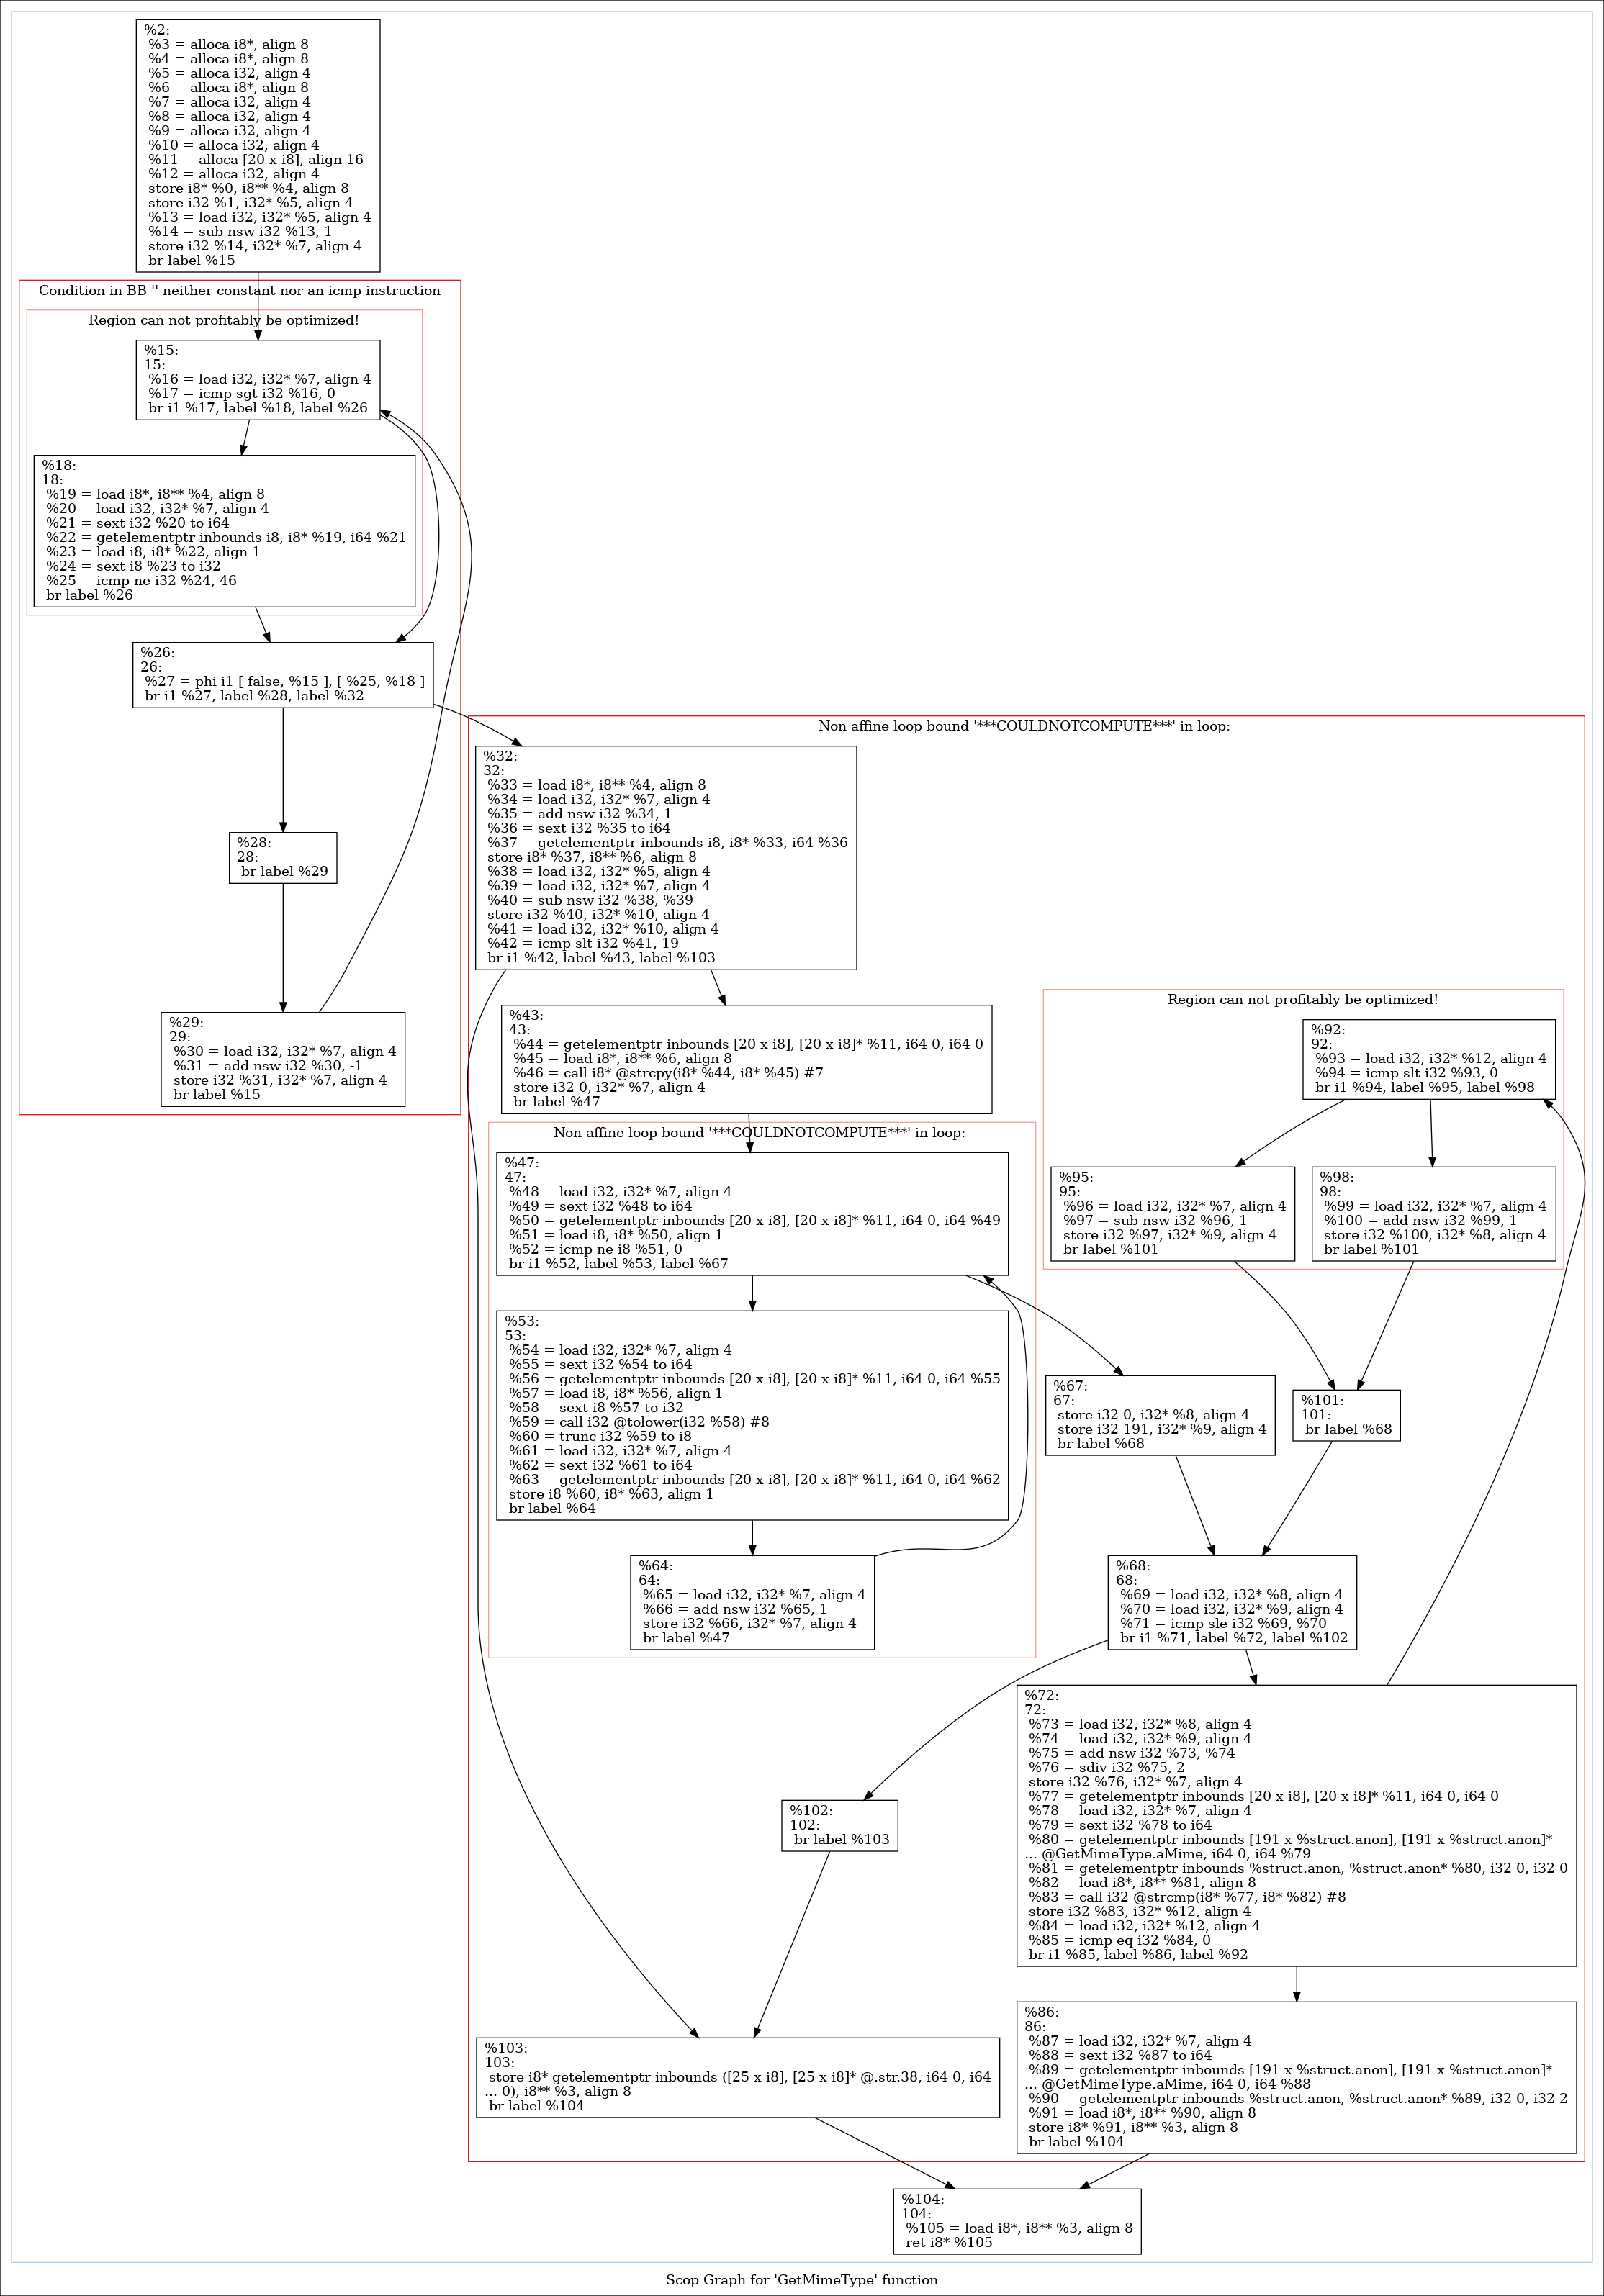 %2:
%3 = alloca i8*, align 8
%4 = alloca i8*, align 8
%5 = alloca i32, align 4
%6 = alloca i8*, align 8
%7 = alloca i32, align 4
%8 = alloca i32, align 4
%9 = alloca i32, align 4
%10 = alloca i32, align 4
%11 = alloca [20 x i8], align 16
%12 = alloca i32, align 4
store i8* %0, i8** %4, align 8
store i32 %1, i32* %5, align 4
%13 = load i32, i32* %5, align 4
%14 = sub nsw i32 %13, 1
store i32 %14, i32* %7, align 4
br label %15
Condition in BB '' neither constant nor an icmp instruction
Region can not profitably be optimized!
%15:
15:
%16 = load i32, i32* %7, align 4
%17 = icmp sgt i32 %16, 0
br i1 %17, label %18, label %26
%18:
18:
%19 = load i8*, i8** %4, align 8
%20 = load i32, i32* %7, align 4
%21 = sext i32 %20 to i64
%22 = getelementptr inbounds i8, i8* %19, i64 %21
%23 = load i8, i8* %22, align 1
%24 = sext i8 %23 to i32
%25 = icmp ne i32 %24, 46
br label %26
%26:
26:
%27 = phi i1 [ false, %15 ], [ %25, %18 ]
br i1 %27, label %28, label %32
%28:
28:
br label %29
%29:
29:
%30 = load i32, i32* %7, align 4
%31 = add nsw i32 %30, -1
store i32 %31, i32* %7, align 4
br label %15
Non affine loop bound '***COULDNOTCOMPUTE***' in loop:
%32:
32:
%33 = load i8*, i8** %4, align 8
%34 = load i32, i32* %7, align 4
%35 = add nsw i32 %34, 1
%36 = sext i32 %35 to i64
%37 = getelementptr inbounds i8, i8* %33, i64 %36
store i8* %37, i8** %6, align 8
%38 = load i32, i32* %5, align 4
%39 = load i32, i32* %7, align 4
%40 = sub nsw i32 %38, %39
store i32 %40, i32* %10, align 4
%41 = load i32, i32* %10, align 4
%42 = icmp slt i32 %41, 19
br i1 %42, label %43, label %103
%43:
43:
%44 = getelementptr inbounds [20 x i8], [20 x i8]* %11, i64 0, i64 0
%45 = load i8*, i8** %6, align 8
%46 = call i8* @strcpy(i8* %44, i8* %45) #7
store i32 0, i32* %7, align 4
br label %47
Non affine loop bound '***COULDNOTCOMPUTE***' in loop:
%47:
47:
%48 = load i32, i32* %7, align 4
%49 = sext i32 %48 to i64
%50 = getelementptr inbounds [20 x i8], [20 x i8]* %11, i64 0, i64 %49
%51 = load i8, i8* %50, align 1
%52 = icmp ne i8 %51, 0
br i1 %52, label %53, label %67
%53:
53:
%54 = load i32, i32* %7, align 4
%55 = sext i32 %54 to i64
%56 = getelementptr inbounds [20 x i8], [20 x i8]* %11, i64 0, i64 %55
%57 = load i8, i8* %56, align 1
%58 = sext i8 %57 to i32
%59 = call i32 @tolower(i32 %58) #8
%60 = trunc i32 %59 to i8
%61 = load i32, i32* %7, align 4
%62 = sext i32 %61 to i64
%63 = getelementptr inbounds [20 x i8], [20 x i8]* %11, i64 0, i64 %62
store i8 %60, i8* %63, align 1
br label %64
%64:
64:
%65 = load i32, i32* %7, align 4
%66 = add nsw i32 %65, 1
store i32 %66, i32* %7, align 4
br label %47
Region can not profitably be optimized!
%92:
92:
%93 = load i32, i32* %12, align 4
%94 = icmp slt i32 %93, 0
br i1 %94, label %95, label %98
%95:
95:
%96 = load i32, i32* %7, align 4
%97 = sub nsw i32 %96, 1
store i32 %97, i32* %9, align 4
br label %101
%98:
98:
%99 = load i32, i32* %7, align 4
%100 = add nsw i32 %99, 1
store i32 %100, i32* %8, align 4
br label %101
%67:
67:
store i32 0, i32* %8, align 4
store i32 191, i32* %9, align 4
br label %68
%101:
101:
br label %68
%68:
68:
%69 = load i32, i32* %8, align 4
%70 = load i32, i32* %9, align 4
%71 = icmp sle i32 %69, %70
br i1 %71, label %72, label %102
%72:
72:
%73 = load i32, i32* %8, align 4
%74 = load i32, i32* %9, align 4
%75 = add nsw i32 %73, %74
%76 = sdiv i32 %75, 2
store i32 %76, i32* %7, align 4
%77 = getelementptr inbounds [20 x i8], [20 x i8]* %11, i64 0, i64 0
%78 = load i32, i32* %7, align 4
%79 = sext i32 %78 to i64
%80 = getelementptr inbounds [191 x %struct.anon], [191 x %struct.anon]*
... @GetMimeType.aMime, i64 0, i64 %79
%81 = getelementptr inbounds %struct.anon, %struct.anon* %80, i32 0, i32 0
%82 = load i8*, i8** %81, align 8
%83 = call i32 @strcmp(i8* %77, i8* %82) #8
store i32 %83, i32* %12, align 4
%84 = load i32, i32* %12, align 4
%85 = icmp eq i32 %84, 0
br i1 %85, label %86, label %92
%102:
102:
br label %103
%86:
86:
%87 = load i32, i32* %7, align 4
%88 = sext i32 %87 to i64
%89 = getelementptr inbounds [191 x %struct.anon], [191 x %struct.anon]*
... @GetMimeType.aMime, i64 0, i64 %88
%90 = getelementptr inbounds %struct.anon, %struct.anon* %89, i32 0, i32 2
%91 = load i8*, i8** %90, align 8
store i8* %91, i8** %3, align 8
br label %104
%103:
103:
store i8* getelementptr inbounds ([25 x i8], [25 x i8]* @.str.38, i64 0, i64
... 0), i8** %3, align 8
br label %104
%104:
104:
%105 = load i8*, i8** %3, align 8
ret i8* %105
Scop Graph for 'GetMimeType' function